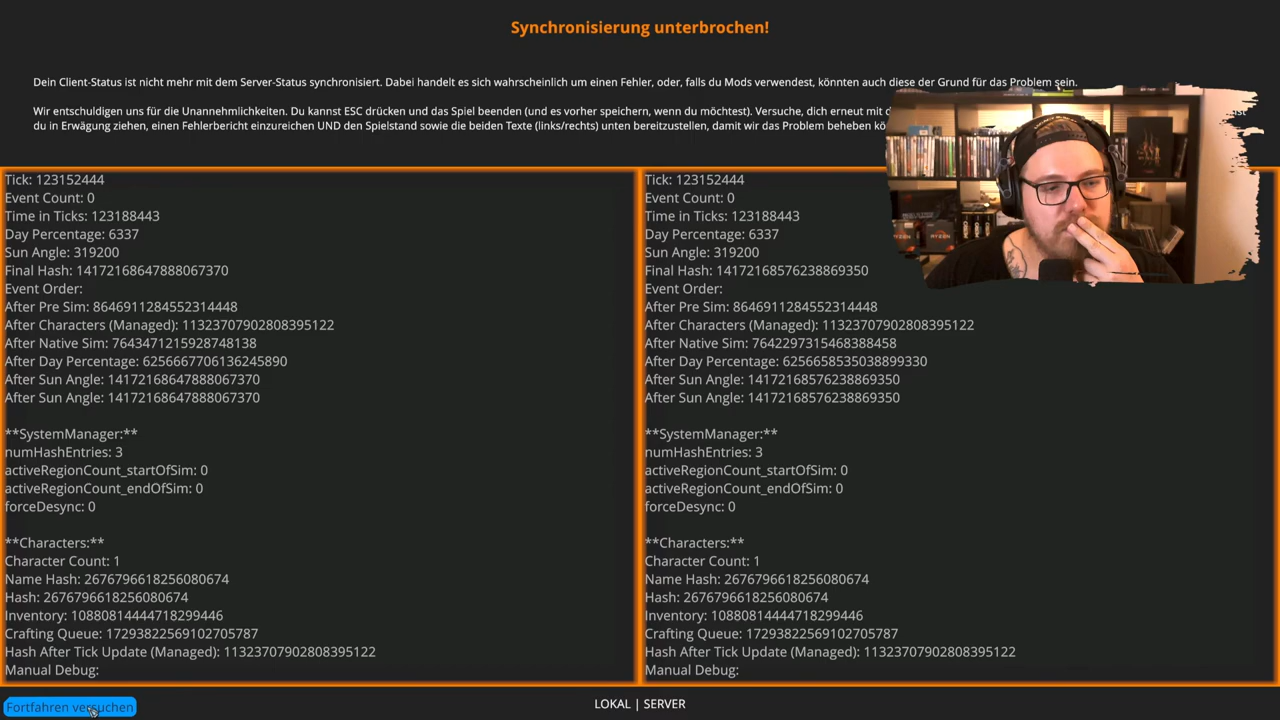 Synchronisierung unterbrochen!
Dein Client-Status ist nicht mehr mit dem Server-Status synchronisiert. Dabei handelt es sich wahrscheinlich um einen Fehler, oder, falls du Mods verwendest, könnten auch diese der Grund für das Problem sein.
Wir entschuldigen uns für die Unannehmlichkeiten. Du kannst ESC drücken und das Spiel beenden (und es vorher speichern, wenn du möchtest). Versuche, dich erneut mit
du in Erwägung ziehen, einen Fehlerbericht einzureichen UND den Spielstand sowie die beiden Texte (links/rechts) unten bereitzustellen, damit wir das Problem beheben
Tick: 123152444
Event Count: 0
Time in Ticks: 123188443
Day Percentage: 6337
Sun Angle: 319200
Final Hash: 14172168647888067370
Event Order:
After Pre Sim: 8646911284552314448
After Characters (Managed): 11323707902808395122
After Native Sim: 7643471215928748138
After Day Percentage: 6256667706136245890
After Sun Angle: 14172168647888067370
After Sun Angle: 14172168647888067370
**SystemManager:**
numHashEntries: 3
activeRegionCount_startOfSim: 0
activeRegionCount_endOfSim: 0
forceDesync: 0
**Characters:**
Character Count: 1
Name Hash: 2676796618256080674
Hash: 2676796618256080674
Inventory: 10880814444718299446
Crafting Queue: 17293822569102705787
Hash After Tick Update (Managed): 11323707902808395122
Manual Debug:
Tick: 123152444
Event Count: 0
Time in Ticks: 123188443
Day Percentage: 6337
Sun Angle: 319200
Final Hash: 14172168576238869350
Event Order:
After Pre Sim: 8646911284552314448
After Characters (Managed): 11323707902808395122
After Native Sim: 7642297315468388458
After Day Percentage: 6256658535038899330
After Sun Angle: 14172168576238869350
After Sun Angle: 14172168576238869350
**SystemManager:**
numHashEntries: 3
activeRegionCount_startOfSim: 0
activeRegionCount_endOfSim: 0
forceDesync: 0
**Characters:**
Character Count: 1
Name Hash: 2676796618256080674
Hash: 2676796618256080674
Inventory: 10880814444718299446
Crafting Queue: 17293822569102705787
Hash After Tick Update (Managed): 11323707902808395122
Manual Debug:
Fortfahren versuchen
LOKAL | SERVER